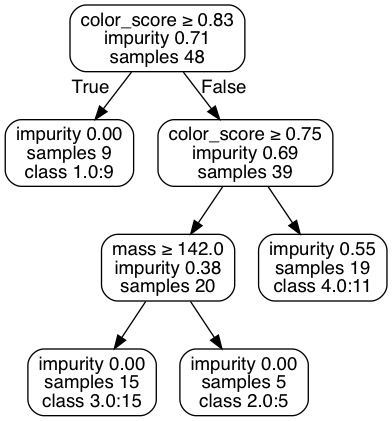 color_score ≥ 0.83
impurity 0.71
samples 48
True
False
impurity 0.00
samples 9
class 1.0:9
color_score ≥ 0.75
impurity 0.69
samples 39
mass ≥ 142.0
impurity 0.38
samples 20
impurity 0.55
samples 19
class 4.0:11
impurity 0.00
samples 15
class 3.0:15
impurity 0.00
samples 5
class 2.0:5